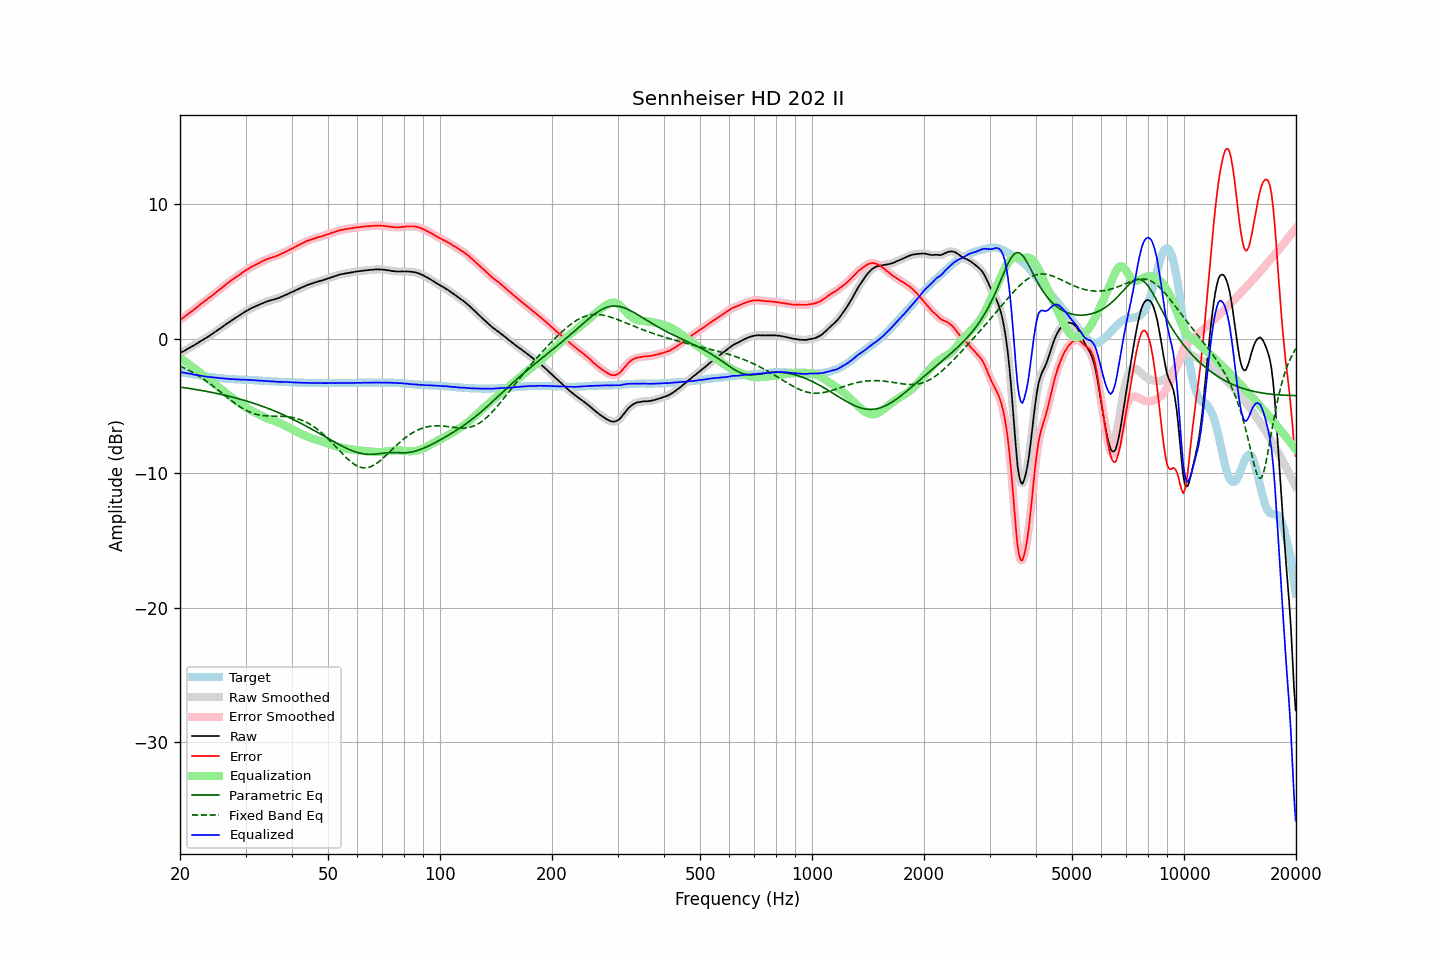 Sennheiser HD 202 II
Amplitude (dBr)
10
0
−10
−20
−30
Target
Raw Smoothed
Error Smoothed
Raw
Error
Equalization
Parametric Eq
Fixed Band Eq
Equalized
20 50 100 200 500 1000 2000 5000 10000 20000
Frequency (Hz)